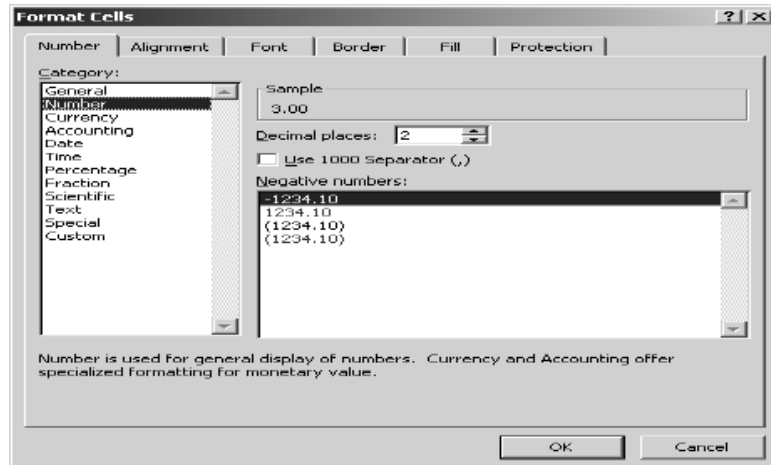 Format Cells
Number Alignment Font Border Fill Protection
Category:
General
Number
Currency
Accounting
Date
Time
Percentage
Fraction
Scientific
Text
Special
Custom
Sample
3.00
Decimal places: 2
Use 1000 Separator (,)
Negative numbers:
-1234.10
1234.10
(1234.10)
(1234.10)
Number is used for general display of numbers. Currency and Accounting offer
specialized formatting for monetary value.
OK Cancel